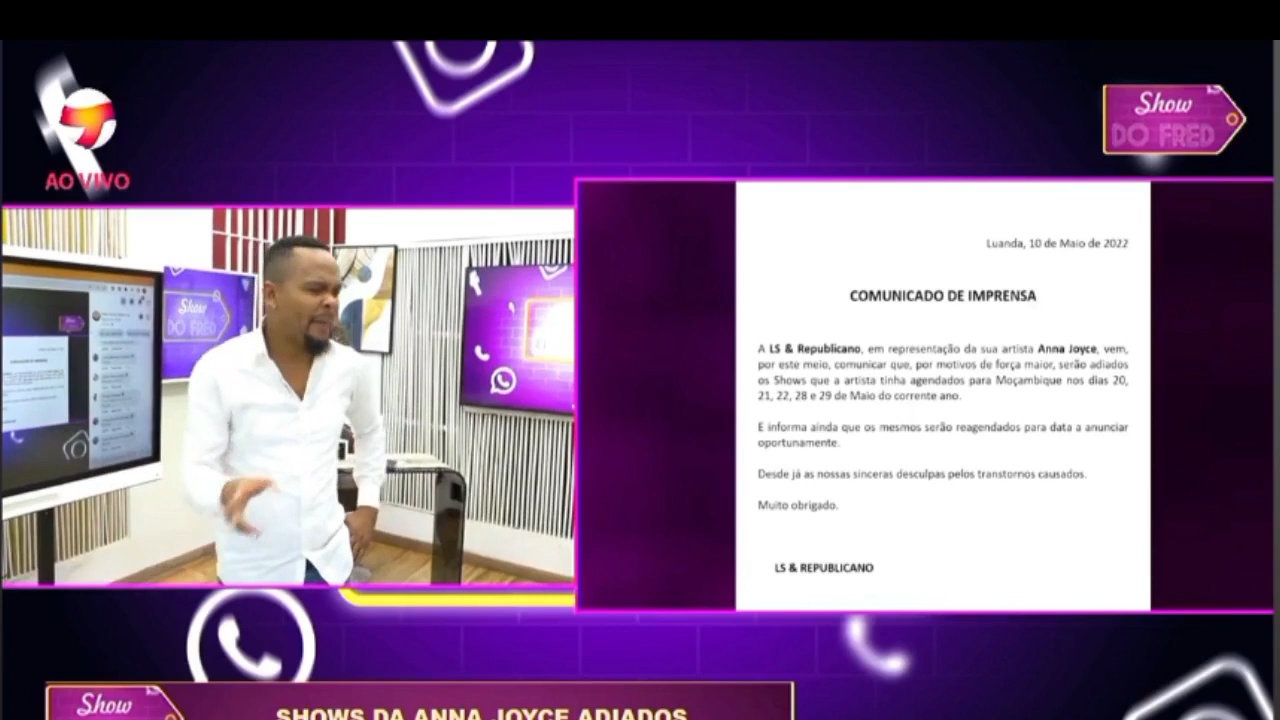 AO VIVO
Show
DO FRED
Show
DO FRED
Luanda, 10 de Maio de 2022
COMUNICADO DE IMPRENSA
A LS & Republicano, em representação da sua artista Anna Joyce, vem,
por este meio, comunicar que, por motivos de força maior, serão adiados
os Shows que a artista tinha agendados para Moçambique nos dias 20,
21, 22, 28 e 29 de Maio do corrente ano.
E informa ainda que os mesmos serão reagendados para data a anunciar
oportunamente.
Desde já as nossas sinceras desculpas pelos transtornos causados.
Muito obrigado.
LS & REPUBLICANO
Show
SHOWS DA ANNA JOYCE ADIADOS